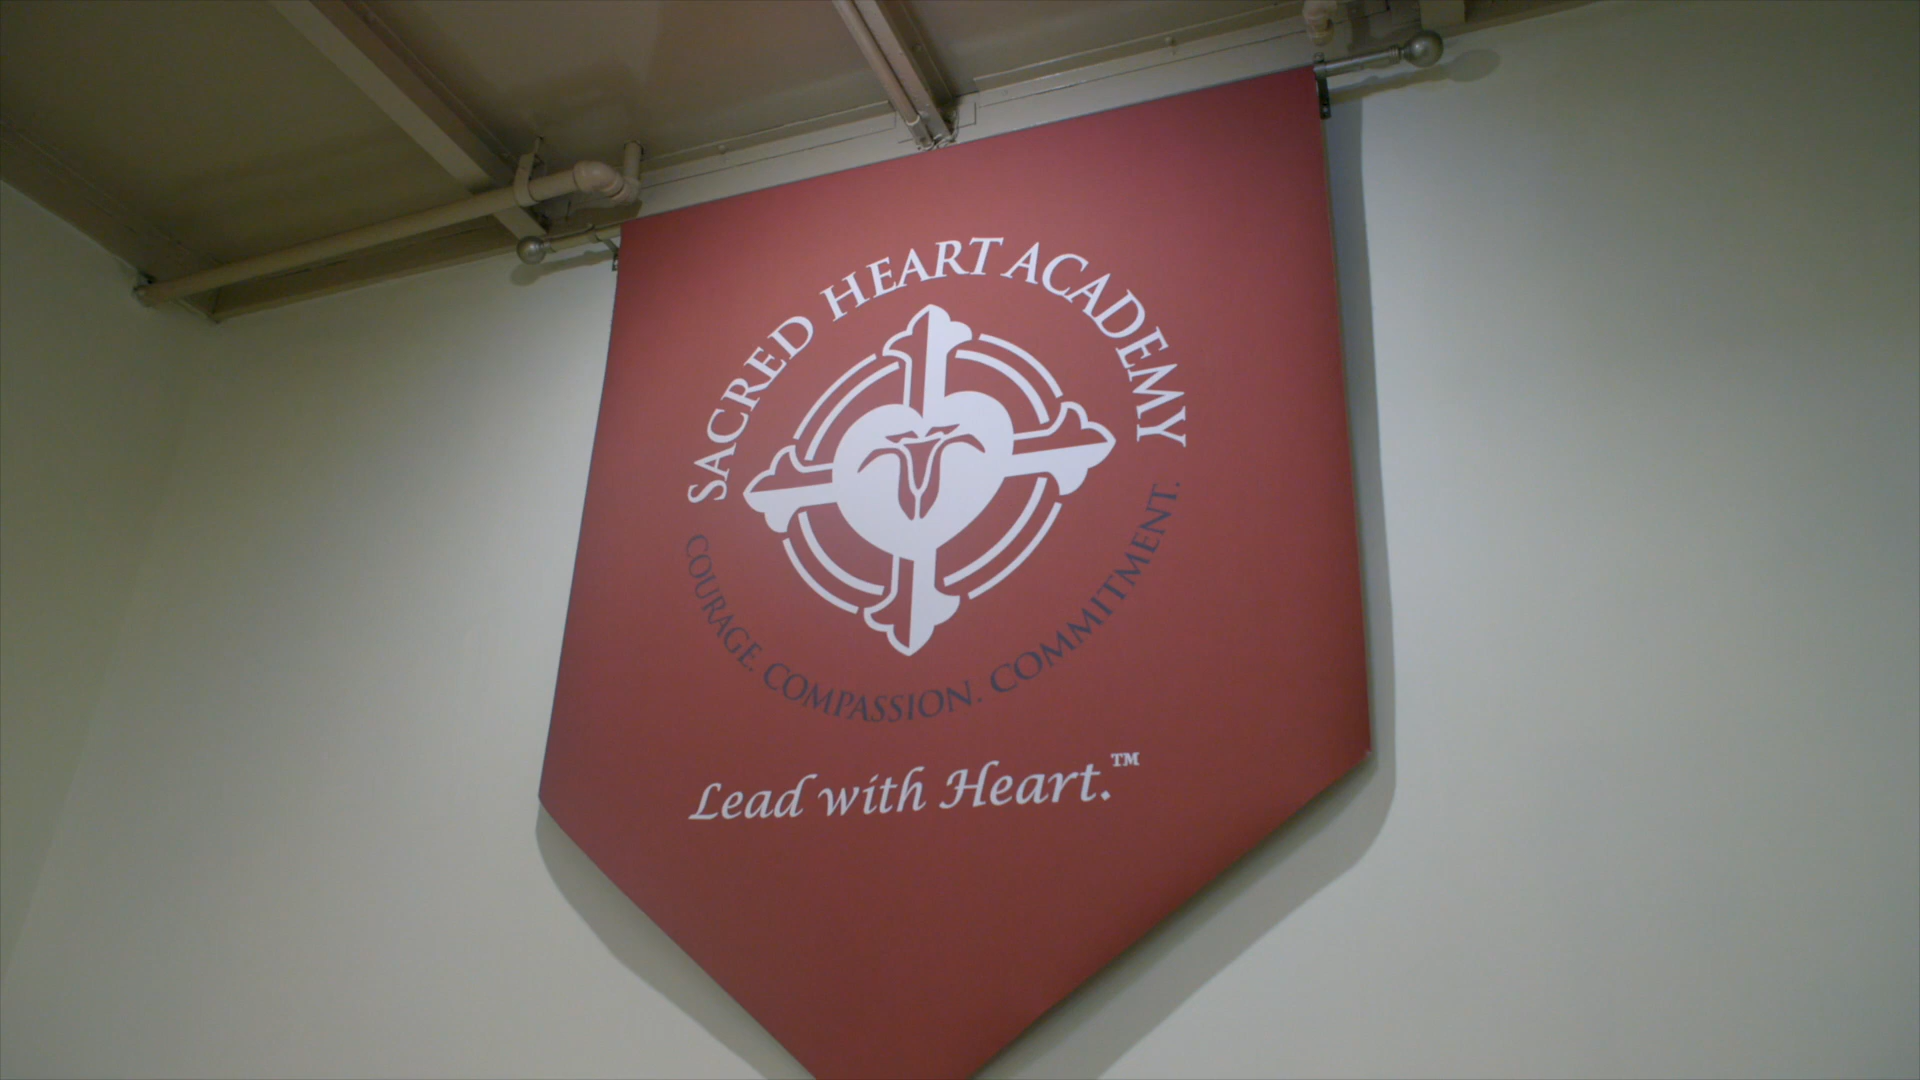 SACRED HEART ACADEMY
COURAGE. COMPASSION. COMMITMENT.
Lead with Heart.™